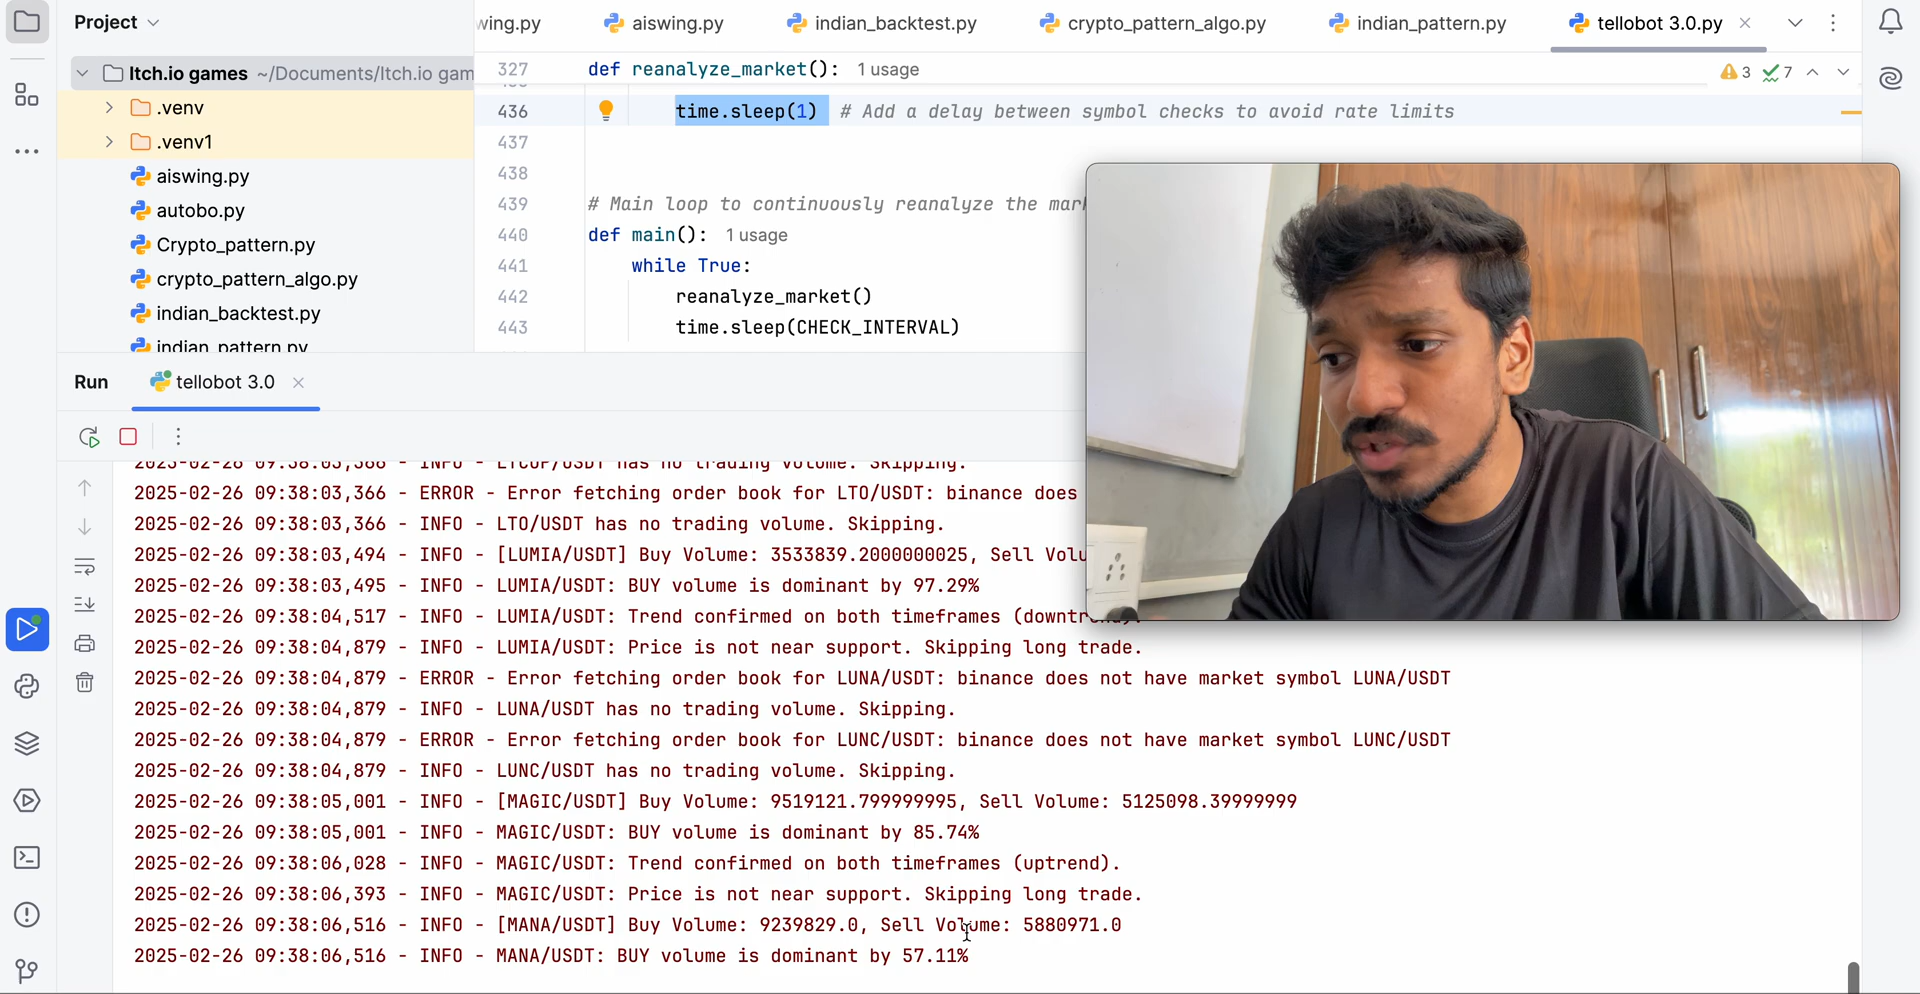 Project
wing.py
aiswing.py
indian_backtest.py
crypto_pattern_algo.py
indian_pattern.py
tellobot 3.0.py
Itch.io games ~/Documents/Itch.io gam
.venv
.venv1
aiswing.py
autobo.py
Crypto_pattern.py
crypto_pattern_algo.py
indian_backtest.py
indian_pattern.py
327 def reanalyze_market(): 1 usage
3 7
436 time.sleep(1) # Add a delay between symbol checks to avoid rate limits
437
438
439 # Main loop to continuously reanalyze the mar
440 def main(): 1 usage
441 while True:
442 reanalyze_market()
443 time.sleep(CHECK_INTERVAL)
Run
tellobot 3.0
2025-02-26 09:38:03,366 - INFO - LTCUP/USDT has no trading volume. Skipping.
2025-02-26 09:38:03,366 - ERROR - Error fetching order book for LTO/USDT: binance does
2025-02-26 09:38:03,366 - INFO - LTO/USDT has no trading volume. Skipping.
2025-02-26 09:38:03,494 - INFO - [LUMIA/USDT] Buy Volume: 3533839.2000000025, Sell Volu
2025-02-26 09:38:03,495 - INFO - LUMIA/USDT: BUY volume is dominant by 97.29%
2025-02-26 09:38:04,517 - INFO - LUMIA/USDT: Trend confirmed on both timeframes (downtrend).
2025-02-26 09:38:04,879 - INFO - LUMIA/USDT: Price is not near support. Skipping long trade.
2025-02-26 09:38:04,879 - ERROR - Error fetching order book for LUNA/USDT: binance does not have market symbol LUNA/USDT
2025-02-26 09:38:04,879 - INFO - LUNA/USDT has no trading volume. Skipping.
2025-02-26 09:38:04,879 - ERROR - Error fetching order book for LUNC/USDT: binance does not have market symbol LUNC/USDT
2025-02-26 09:38:04,879 - INFO - LUNC/USDT has no trading volume. Skipping.
2025-02-26 09:38:05,001 - INFO - [MAGIC/USDT] Buy Volume: 9519121.799999995, Sell Volume: 5125098.39999999
2025-02-26 09:38:05,001 - INFO - MAGIC/USDT: BUY volume is dominant by 85.74%
2025-02-26 09:38:06,028 - INFO - MAGIC/USDT: Trend confirmed on both timeframes (uptrend).
2025-02-26 09:38:06,393 - INFO - MAGIC/USDT: Price is not near support. Skipping long trade.
2025-02-26 09:38:06,516 - INFO - [MANA/USDT] Buy Volume: 9239829.0, Sell Volume: 5880971.0
2025-02-26 09:38:06,516 - INFO - MANA/USDT: BUY volume is dominant by 57.11%